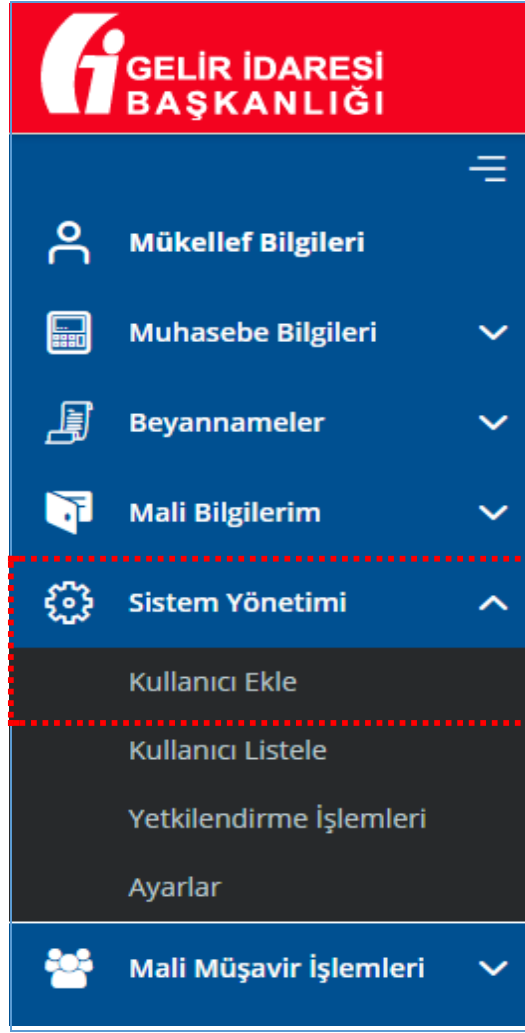 GELİR İDARESİ
BAŞKANLIĞI
Mükellef Bilgileri
Muhasebe Bilgileri
Beyannameler
Mali Bilgilerim
Sistem Yönetimi
Kullanıcı Ekle
Kullanıcı Listele
Yetkilendirme İşlemleri
Ayarlar
Mali Müşavir İşlemleri